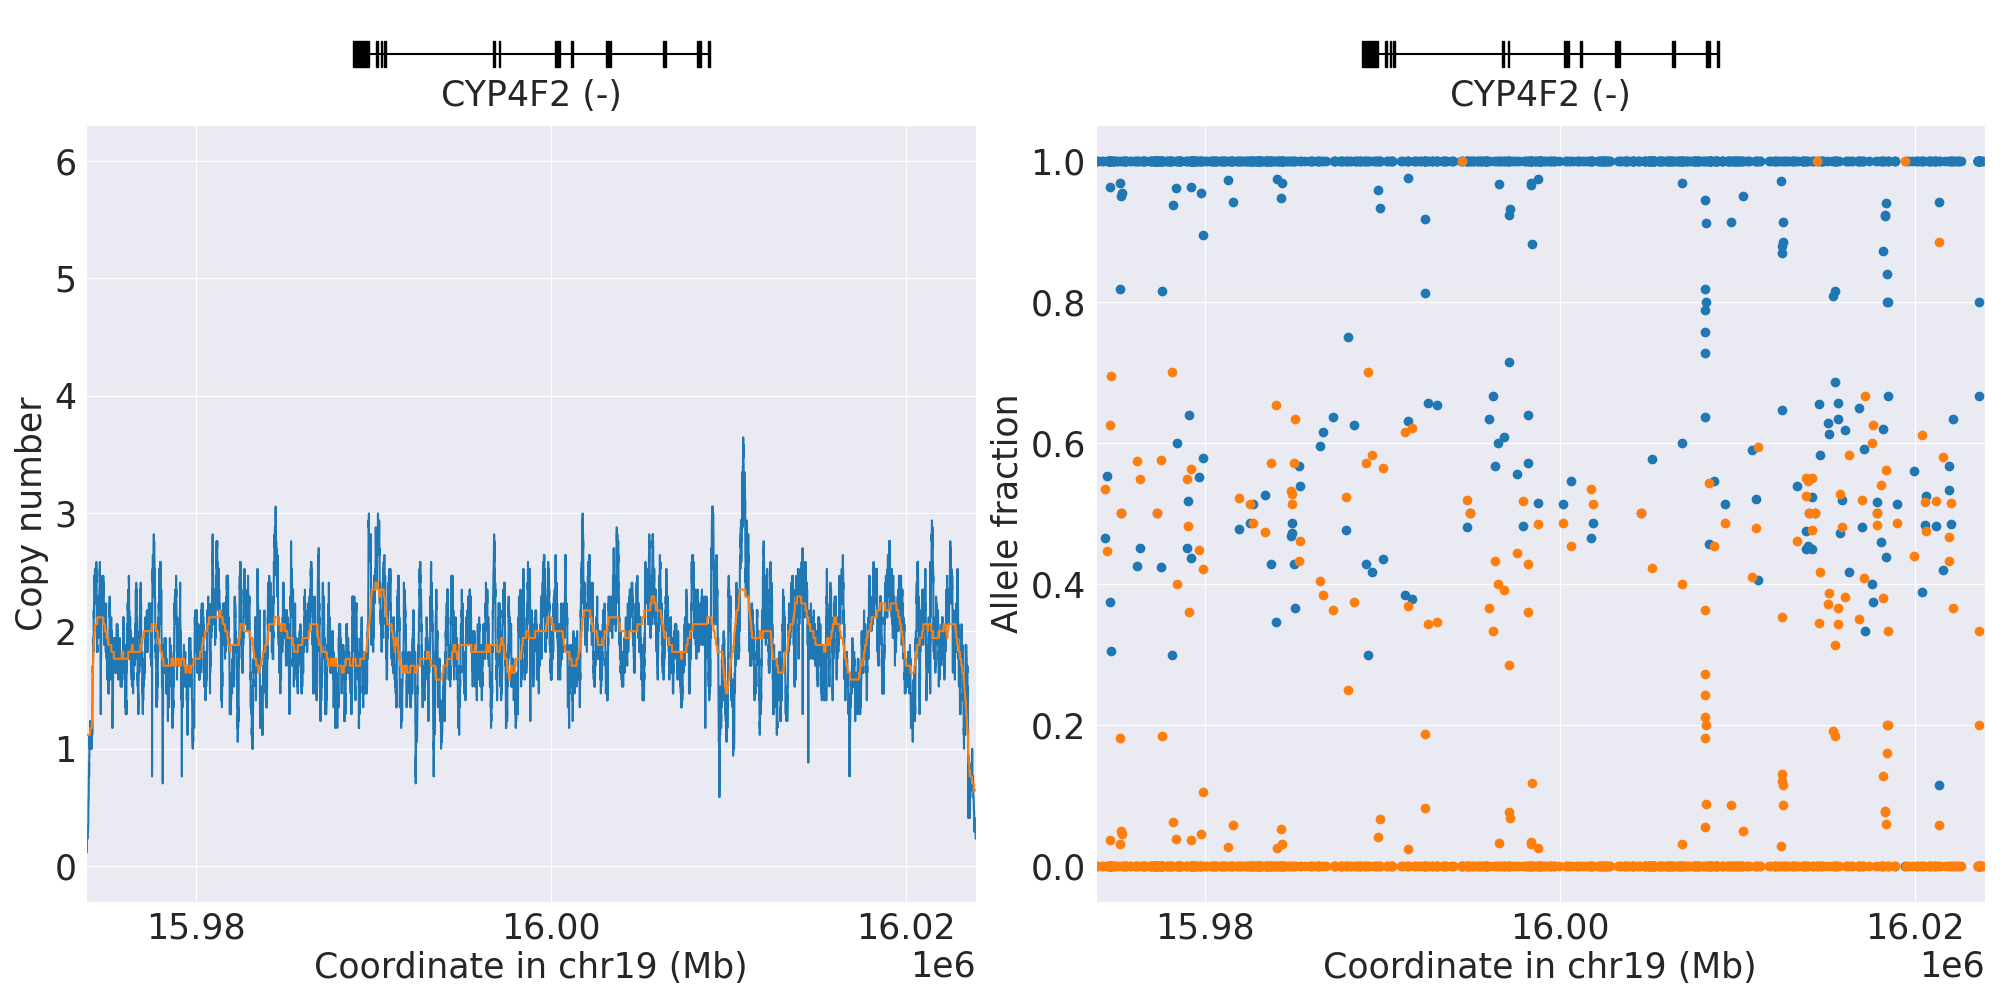 CYP4F2 (-)
6
5
4
3
2
1
0
Copy number
15.98
16.00
16.02
Coordinate in chr19 (Mb)
1e6
CYP4F2 (-)
1.0
0.8
0.6
0.4
0.2
0.0
Allele fraction
15.98
16.00
16.02
Coordinate in chr19 (Mb)
1e6